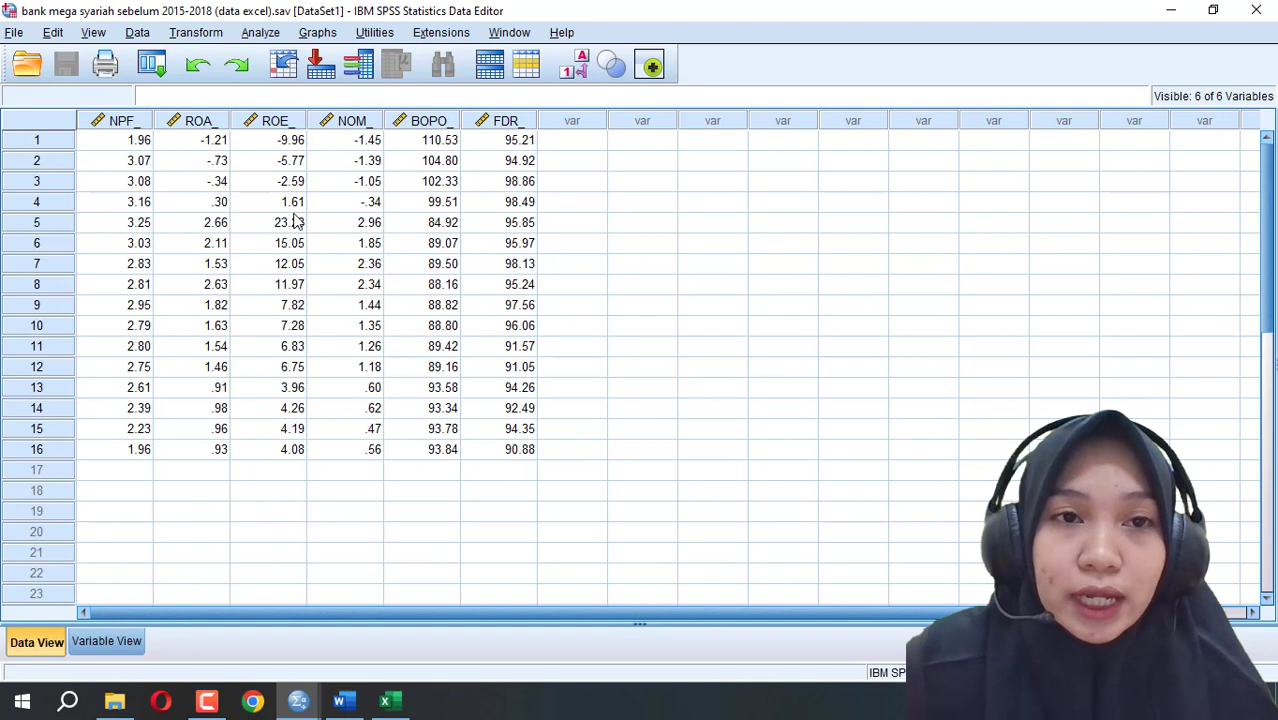 bank mega syariah sebelum 2015-2018 (data excel).sav [DataSet1] - IBM SPSS Statistics Data Editor
File Edit View Data Transform Analyze Graphs Utilities Extensions Window Help
Visible: 6 of 6 Variables
NPF_ ROA_ ROE_ NOM_ BOPO_ FDR_ var var var var var var var var var var
1 1.96 -1.21 -9.96 -1.45 110.53 95.21
2 3.07 -.73 -5.77 -1.39 104.80 94.92
3 3.08 -.34 -2.59 -1.05 102.33 98.86
4 3.16 .30 1.61 -.34 99.51 98.49
5 3.25 2.66 2.96 84.92 95.85
6 3.03 2.11 15.05 1.85 89.07 95.97
7 2.83 1.53 12.05 2.36 89.50 98.13
8 2.81 2.63 11.97 2.34 88.16 95.24
9 2.95 1.82 7.82 1.44 88.82 97.56
10 2.79 1.63 7.28 1.35 88.80 96.06
11 2.80 1.54 6.83 1.26 89.42 91.57
12 2.75 1.46 6.75 1.18 89.16 91.05
13 2.61 .91 3.96 .60 93.58 94.26
14 2.39 .98 4.26 .62 93.34 92.49
15 2.23 .96 4.19 .47 93.78 94.35
16 1.96 .93 4.08 .56 93.84 90.88
17
18
19
20
21
22
23
Data View Variable View
IBM SP